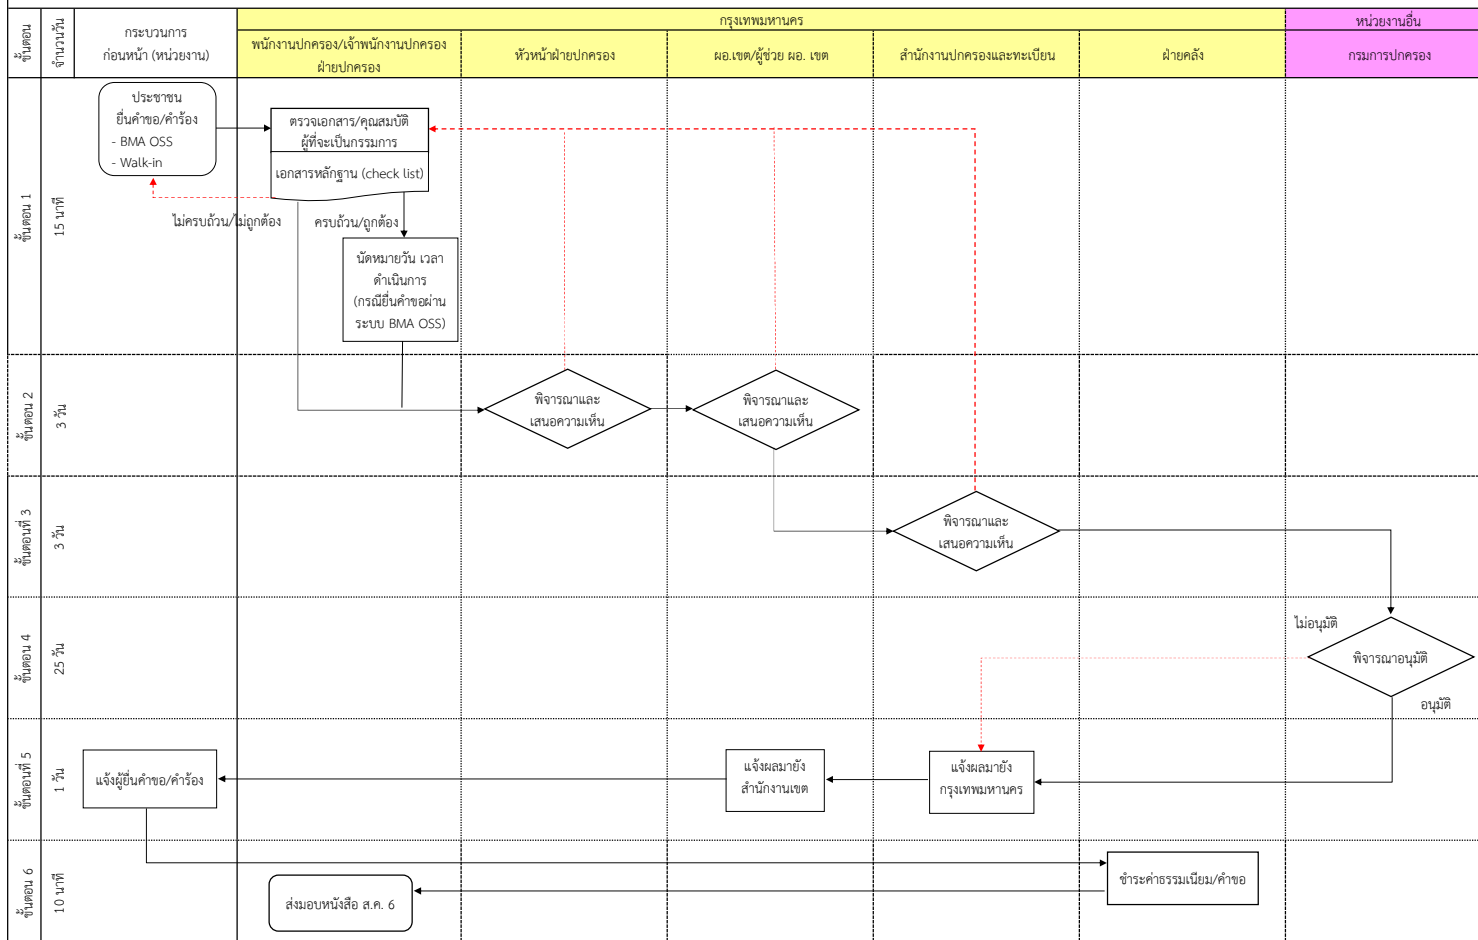 ขั้นตอน
จำนวนวัน
กระบวนการ
ก่อนหน้า (หน่วยงาน)
กรุงเทพมหานคร
หน่วยงานอื่น
พนักงานปกครอง/เจ้าพนักงานปกครอง
ฝ่ายปกครอง
หัวหน้าฝ่ายปกครอง
ผอ.เขต/ผู้ช่วย ผอ. เขต
สำนักงานปกครองและทะเบียน
ฝ่ายคลัง
กรมการปกครอง
ขั้นตอน 1
15 นาที
ประชาชน
ยื่นคำขอ/คำร้อง
- BMA OSS
- Walk-in
ตรวจเอกสาร/คุณสมบัติ
ผู้ที่จะเป็นกรรมการ
เอกสารหลักฐาน (check list)
ไม่ครบถ้วน/ไม่ถูกต้อง
ครบถ้วน/ถูกต้อง
นัดหมายวัน เวลา
ดำเนินการ
(กรณียื่นคำขอผ่าน
ระบบ BMA OSS)
ขั้นตอน 2
3 วัน
พิจารณาและ
เสนอความเห็น
พิจารณาและ
เสนอความเห็น
ขั้นตอนที่ 3
3 วัน
พิจารณาและ
เสนอความเห็น
ขั้นตอน 4
25 วัน
ไม่อนุมัติ
พิจารณาอนุมัติ
อนุมัติ
ขั้นตอนที่ 5
1 วัน
แจ้งผู้ยื่นคำขอ/คำร้อง
แจ้งผลมายัง
สำนักงานเขต
แจ้งผลมายัง
กรุงเทพมหานคร
ขั้นตอน 6
10 นาที
ส่งมอบหนังสือ ส.ค. 6
ชำระค่าธรรมเนียม/คำขอ